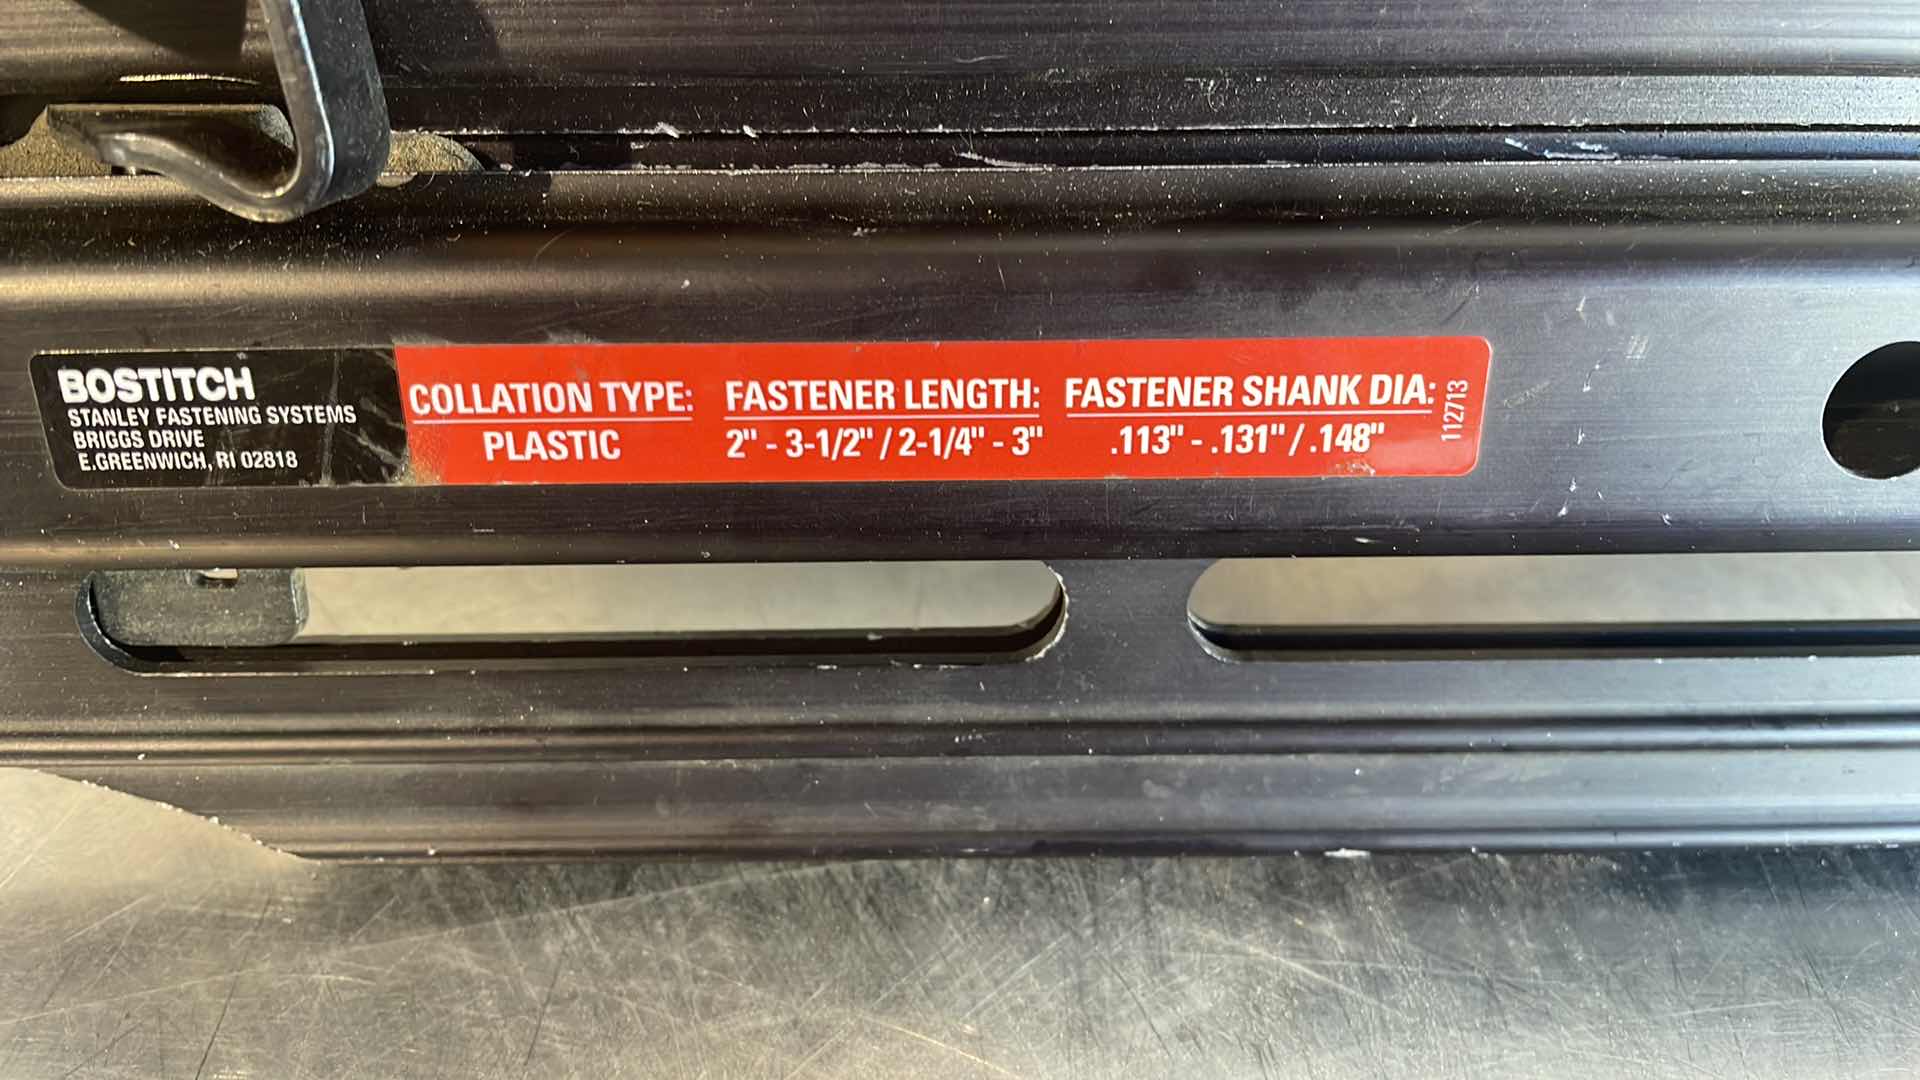 BOSTITCH
STANLEY FASTENING SYSTEMS
BRIGGS DRIVE
E.GREENWICH, RI 02818
COLLATION TYPE:
PLASTIC
FASTENER LENGTH:
2" - 3-1/2" / 2-1/4" - 3"
FASTENER SHANK DIA:
.113" - .131" / .148"
112713